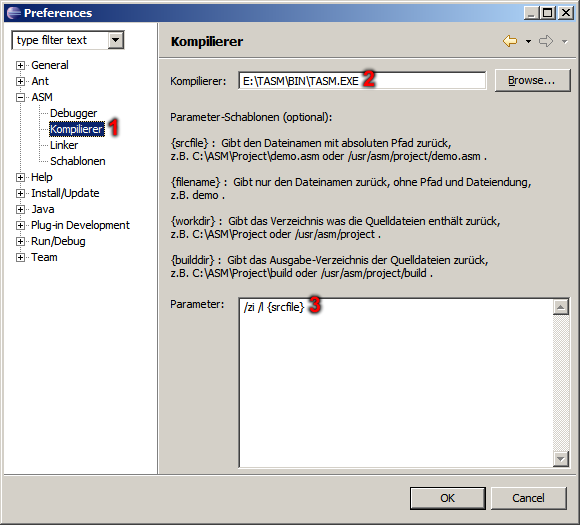 Preferences
type filter text
General
Ant
ASM
Debugger
Kompilierer 1
Linker
Schablonen
Help
Install/Update
Java
Plug-in Development
Run/Debug
Team
Kompilierer
Kompilierer: E:\TASM\BIN\TASM.EXE 2 Browse...
Parameter-Schablonen (optional):
{srcfile} : Gibt den Dateinamen mit absoluten Pfad zurück,
z.B. C:\ASM\Project\demo.asm oder /usr/asm/project/demo.asm .
{filename} : Gibt nur den Dateinamen zurück, ohne Pfad und Dateiendung,
z.B. demo .
{workdir} : Gibt das Verzeichnis was die Quelldateien enthält zurück,
z.B. C:\ASM\Project oder /usr/asm/project .
{builddir} : Gibt das Ausgabe-Verzeichnis der Quelldateien zurück,
z.B. C:\ASM\Project\build oder /usr/asm/project/build .
Parameter: /zi /l {srcfile} 3
OK Cancel